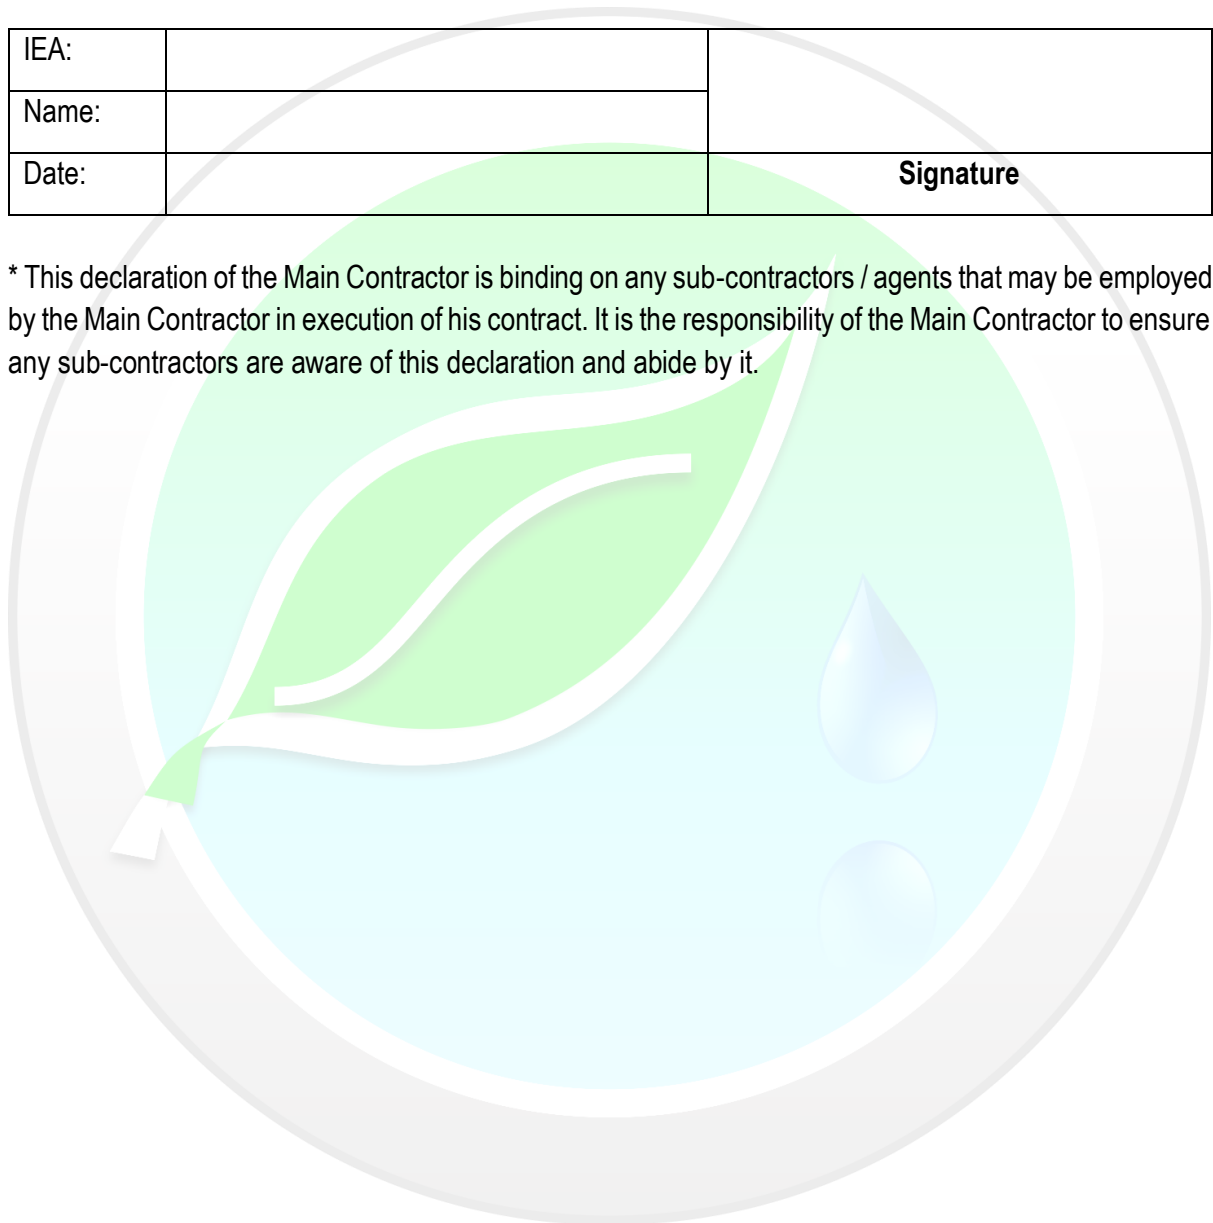 IEA:
Name:
Date:
Signature
* This declaration of the Main Contractor is binding on any sub-contractors / agents that may be employed
by the Main Contractor in execution of his contract. It is the responsibility of the Main Contractor to ensure
any sub-contractors are aware of this declaration and abide by it.